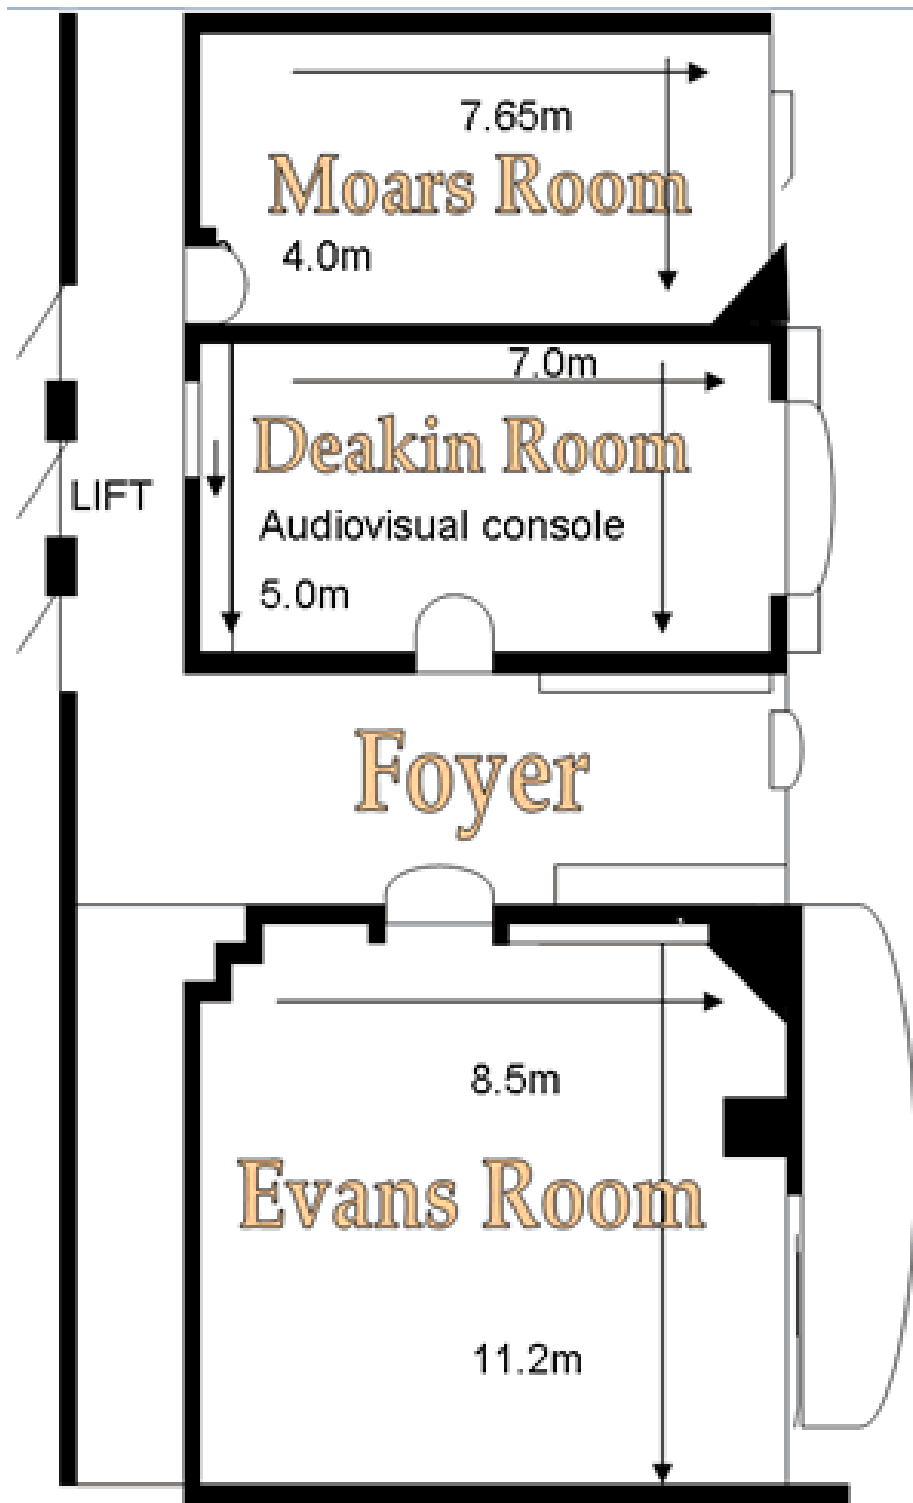 7.65m
Moars Room
4.0m
7.0m
Deakin Room
LIFT
Audiovisual console
5.0m
Foyer
8.5m
Evans Room
11.2m